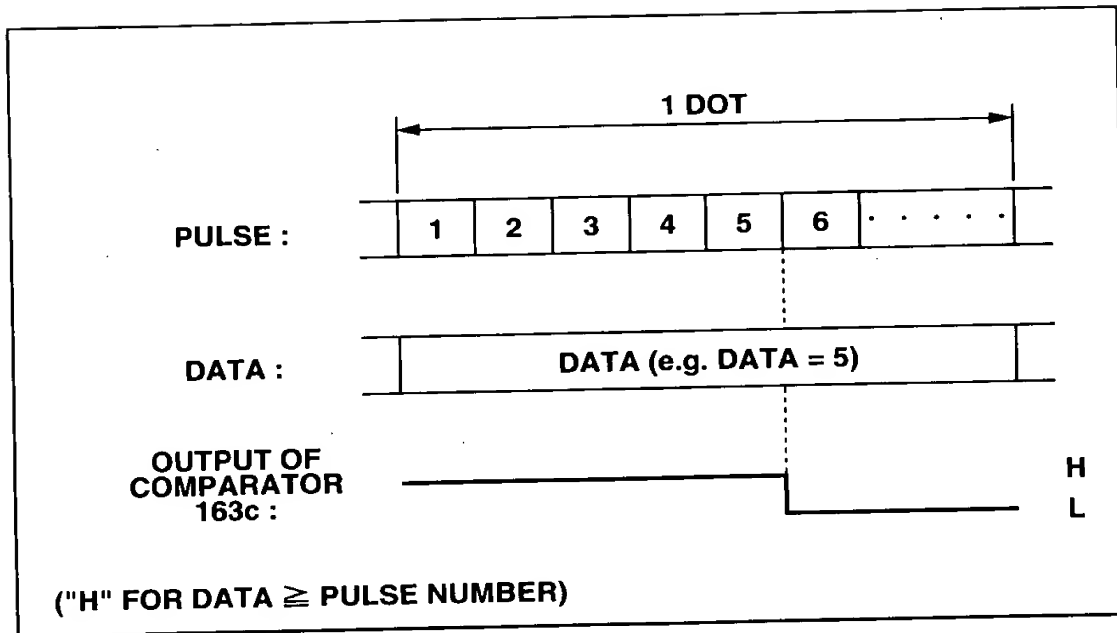 1 DOT
PULSE : 1 2 3 4 5 6 · · · · ·
DATA : DATA (e.g. DATA = 5)
OUTPUT OF
COMPARATOR
163c :
H
L
("H" FOR DATA ≧ PULSE NUMBER)